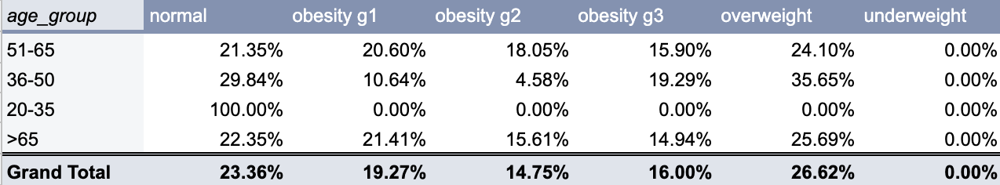 age_group normal obesity g1 obesity g2 obesity g3 overweight underweight
51-65 21.35% 20.60% 18.05% 15.90% 24.10% 0.00%
36-50 29.84% 10.64% 4.58% 19.29% 35.65% 0.00%
20-35 100.00% 0.00% 0.00% 0.00% 0.00% 0.00%
>65 22.35% 21.41% 15.61% 14.94% 25.69% 0.00%
Grand Total 23.36% 19.27% 14.75% 16.00% 26.62% 0.00%